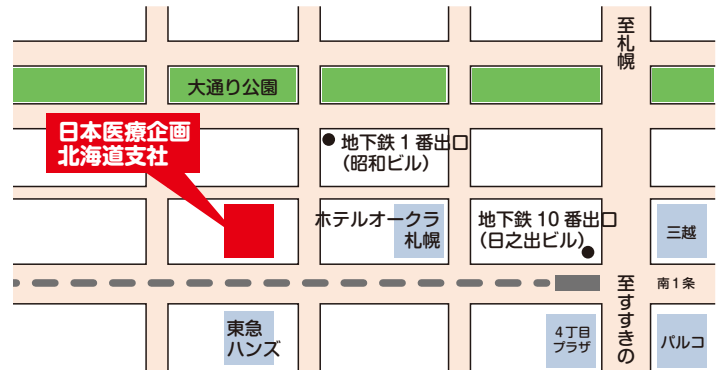 至札幌
大通り公園
日本医療企画
北海道支社
地下鉄1番出口
(昭和ビル)
ホテルオークラ
札幌
地下鉄10番出口
(日之出ビル)
三越
至すすきの
南1条
東急
ハンズ
4丁目
プラザ
パルコ